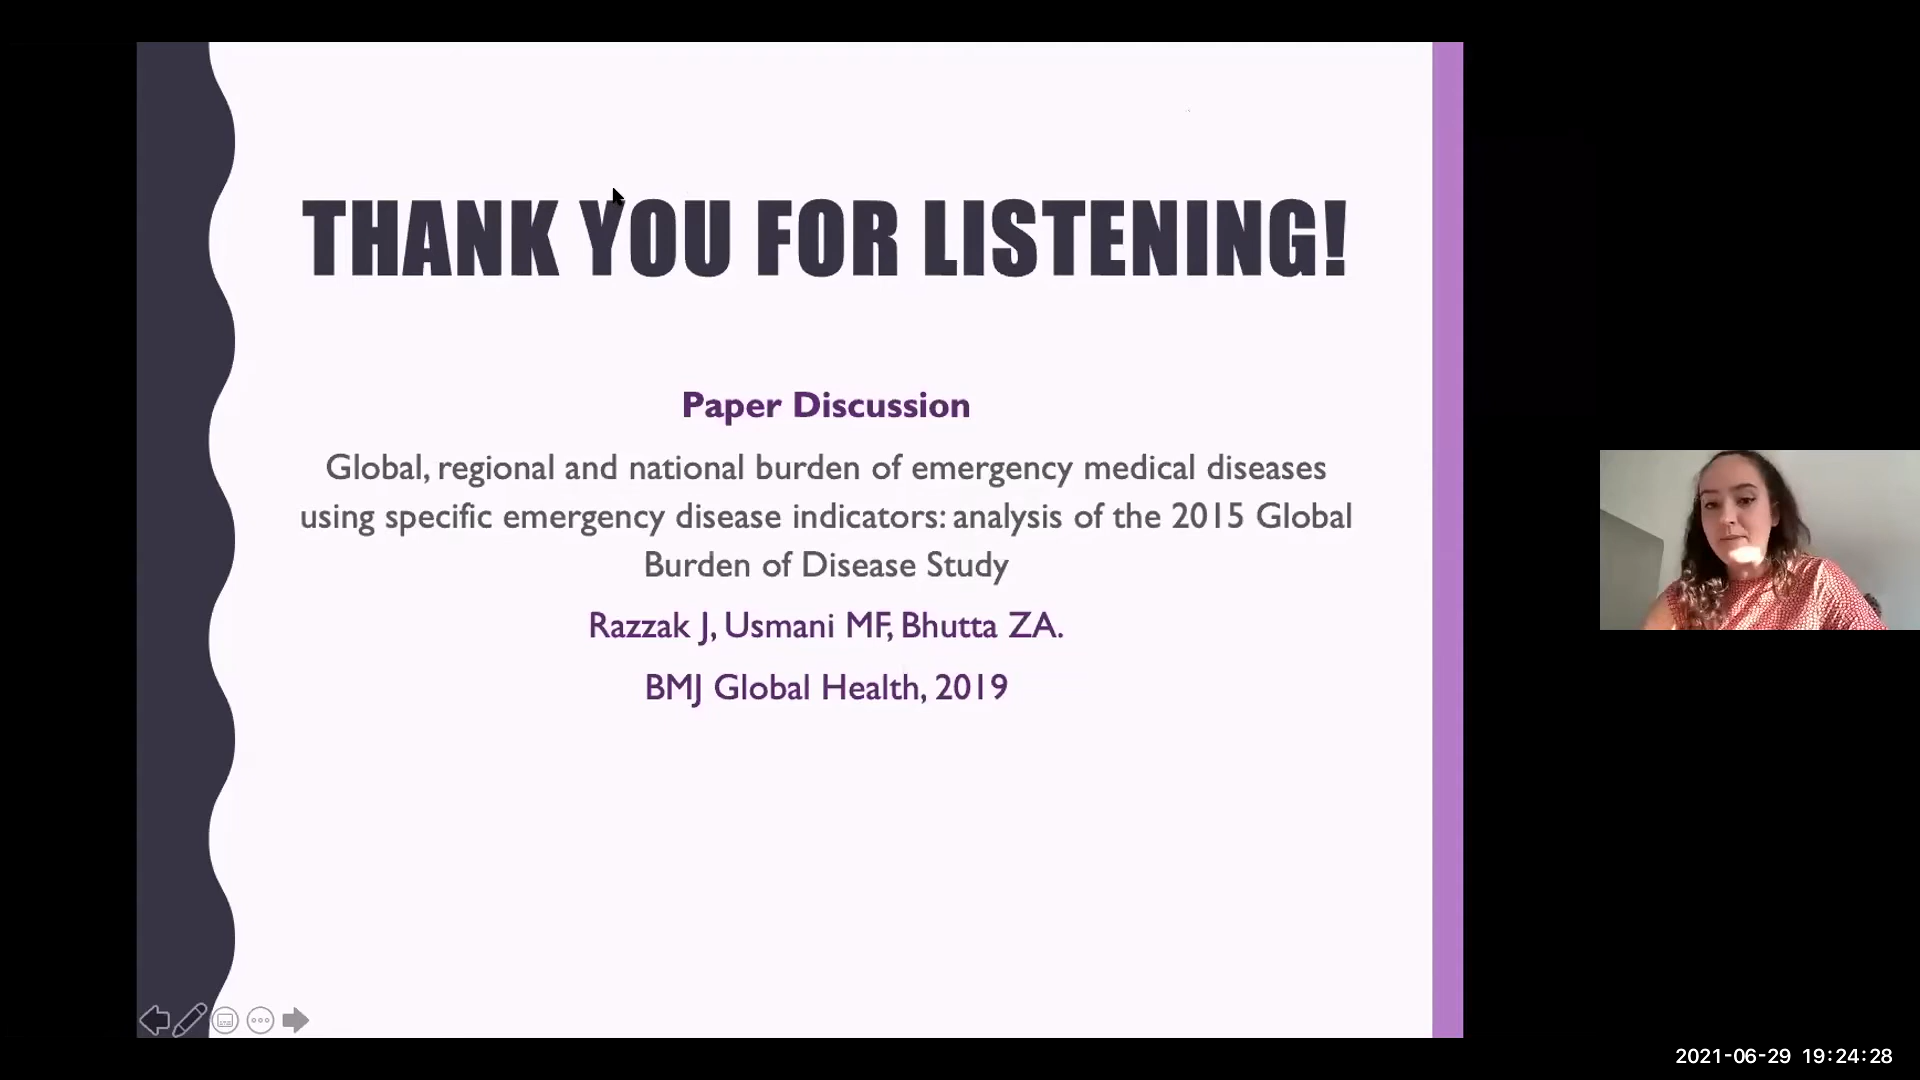 THANK YOU FOR LISTENING!
Paper Discussion
Global, regional and national burden of emergency medical diseases
using specific emergency disease indicators: analysis of the 2015 Global
Burden of Disease Study
Razzak J, Usmani MF, Bhutta ZA.
BMJ Global Health, 2019
2021-06-29 19:24:28